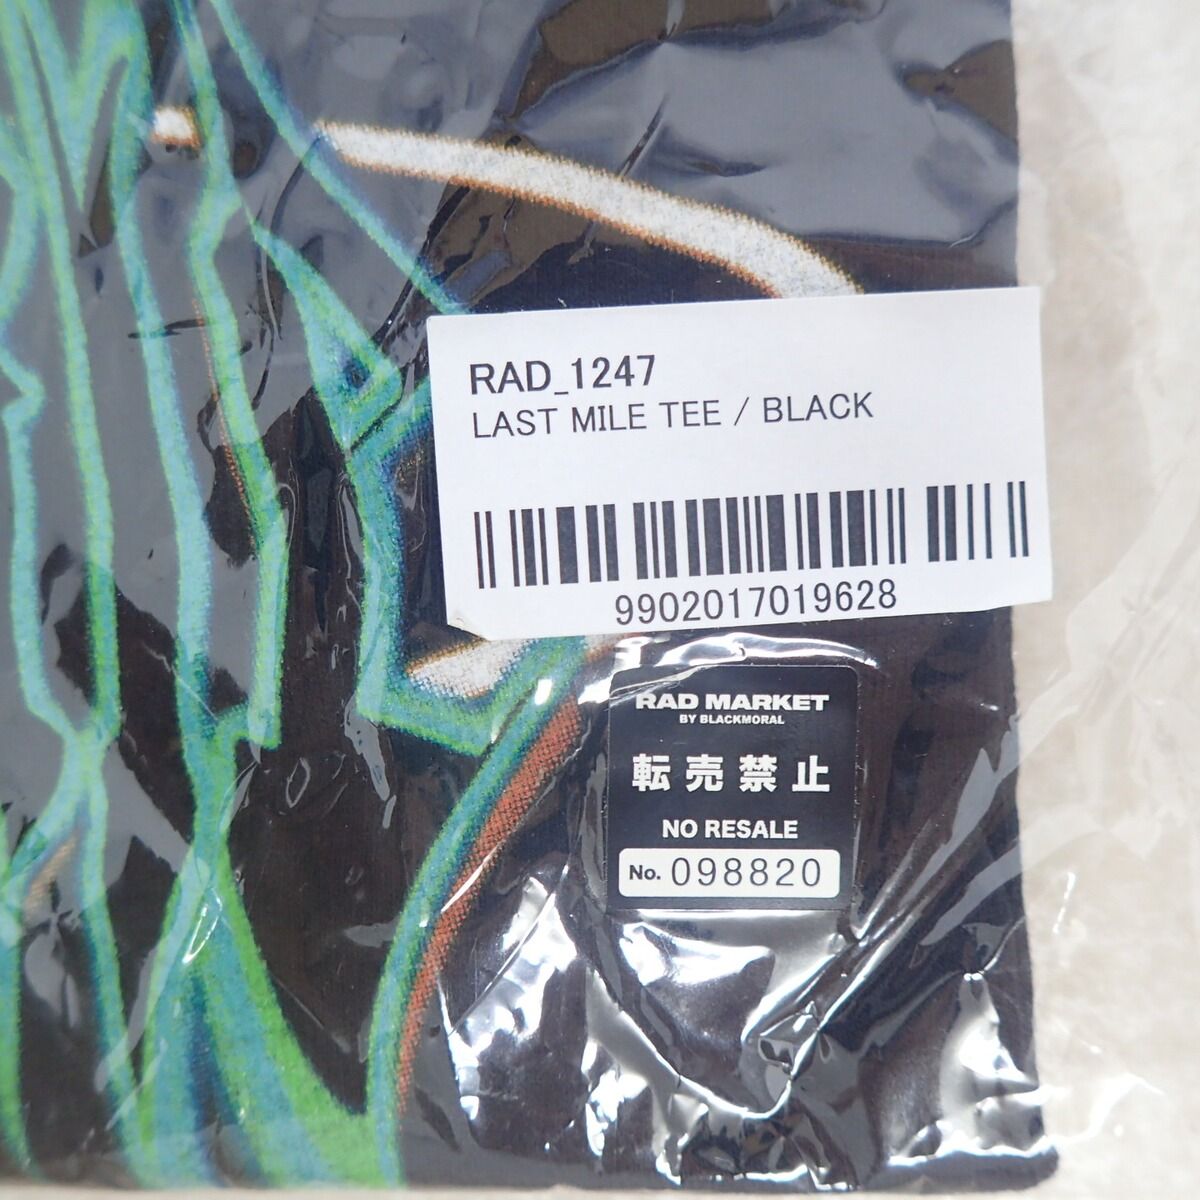 RAD_1247
LAST MILE TEE / BLACK
9902017019628
RAD MARKET
BY BLACKMORAL
転売禁止
NO RESALE
No. 098820